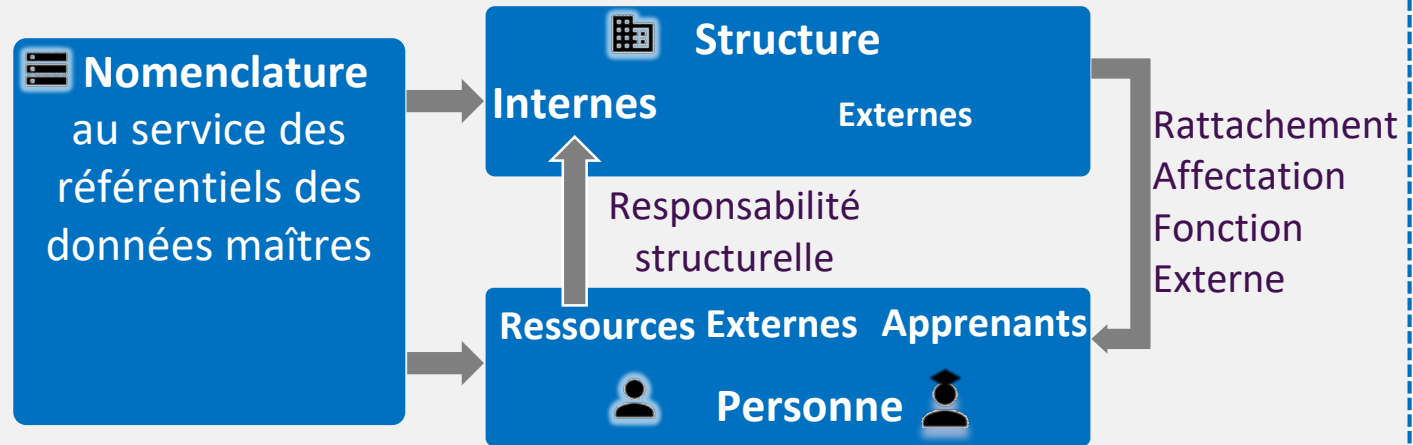 Nomenclature
au service des
référentiels des
données maîtres
Structure
Internes
Externes
Responsabilité
structurelle
Rattachement
Affectation
Fonction
Externe
Ressources Externes Apprenants
Personne